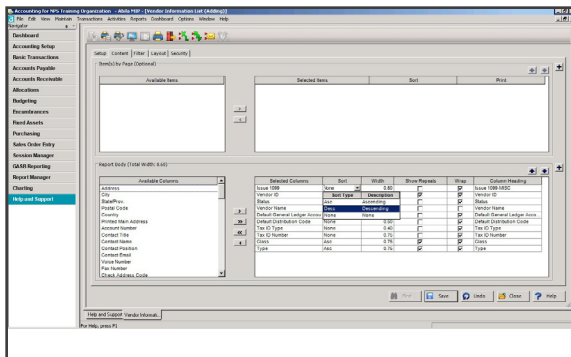 Accounting for NPS Training Organization - Abila MIP - [Vendor Information List (Adding)]
File Edit View Maintain Transactions Activities Reports Dashboard Options Window Help
Navigator
Dashboard
Accounting Setup
Basic Transactions
Accounts Payable
Accounts Receivable
Allocations
Budgeting
Encumbrances
Fixed Assets
Purchasing
Sales Order Entry
Session Manager
GASB Reporting
Report Manager
Charting
Help and Support
Setup Content Filter Layout Security
Item(s) by Page (Optional)
Available Items
Selected Items Sort Print
Report Body (Total Width: 8.60)
Available Columns
Address
City
State/Prov.
Postal Code
Country
Printed Main Address
Account Number
Contact Title
Contact Name
Contact Position
Contact Email
Voice Number
Fax Number
Check Address Code
Selected Columns Sort Width Show Repeats Wrap Column Heading
Issue 1099 None 0.80 Issue 1099-MISC
Vendor ID Sort Type Description Vendor ID
Status Asc Ascending Status
Vendor Name Desc Descending Vendor Name
Default General Ledger Accou None None Default General Ledger Acco...
Default Distribution Code None 0.60 Default Distribution Code
Tax ID Type None 0.40 Tax ID Type
Tax ID Number None 0.75 Tax ID Number
Class Asc 0.75 Class
Type Asc 0.75 Type
Print Save Undo Close Help
Help and Support Vendor Informati...
For Help, press F1